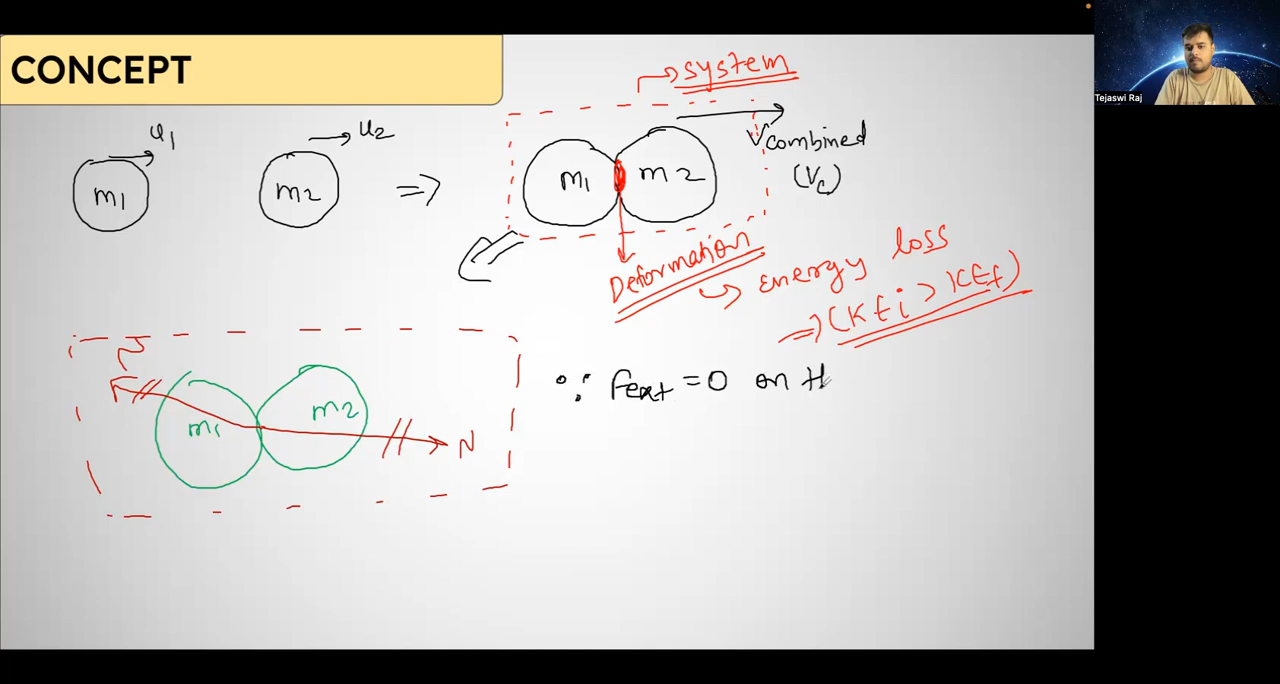 CONCEPT
Tejaswi Raj
system
u1
u2
m1
m2
=>
m1
m2
Vcombined
(Vc)
Deformation
energy loss
=> (KEi > KEf)
N
N
m1
m2
∵ Fext = 0 on